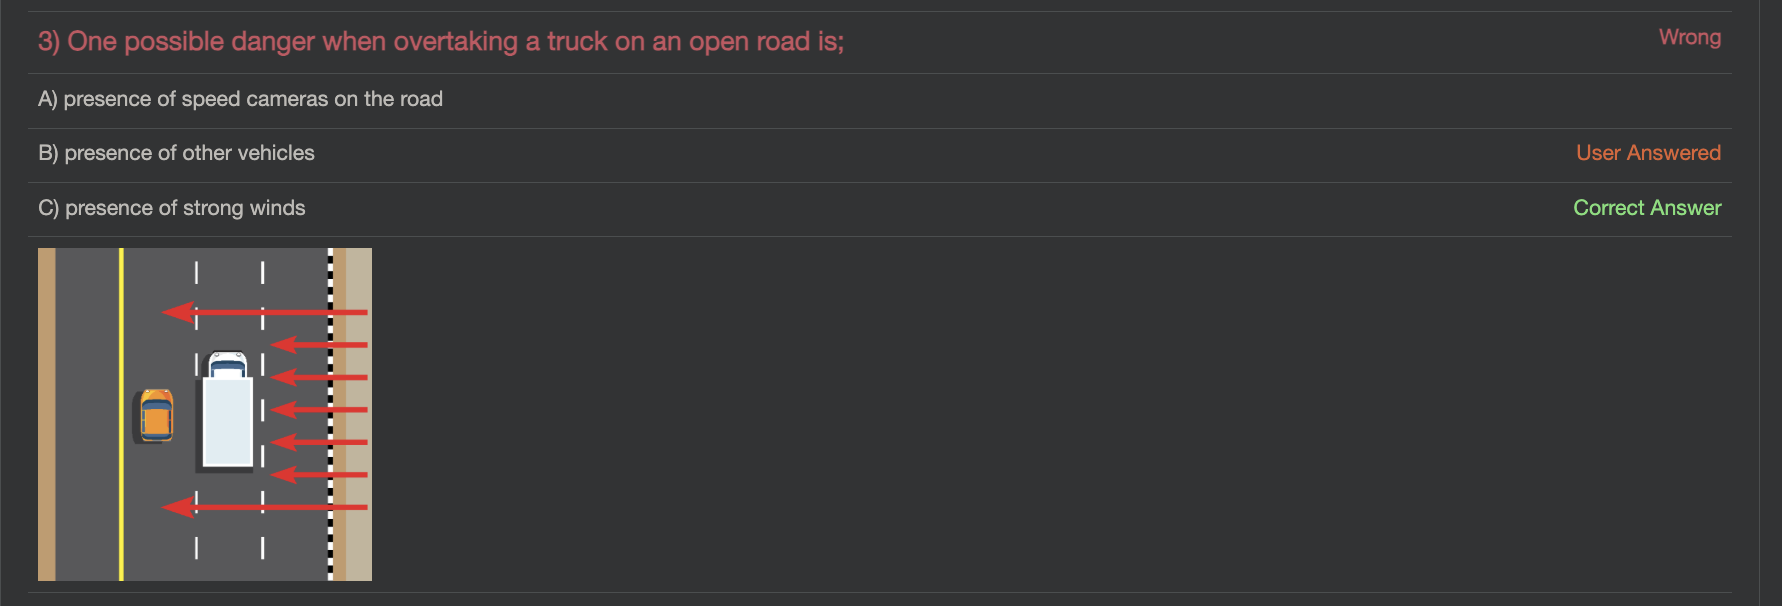 3) One possible danger when overtaking a truck on an open road is;
Wrong
A) presence of speed cameras on the road
B) presence of other vehicles
User Answered
C) presence of strong winds
Correct Answer